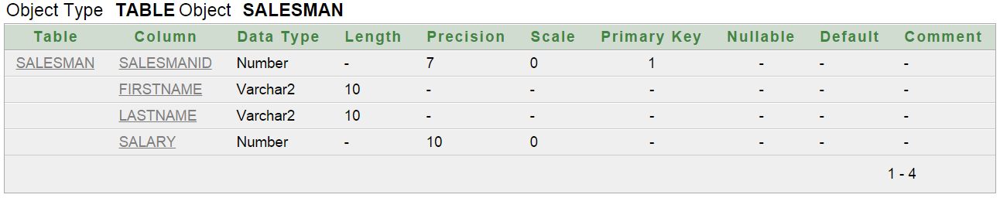 Object Type TABLE Object SALESMAN
Table Column Data Type Length Precision Scale Primary Key Nullable Default Comment
SALESMAN SALESMANID Number - 7 0 1 - - -
FIRSTNAME Varchar2 10 - - - - - -
LASTNAME Varchar2 10 - - - - - -
SALARY Number - 10 0 - - - -
1 - 4